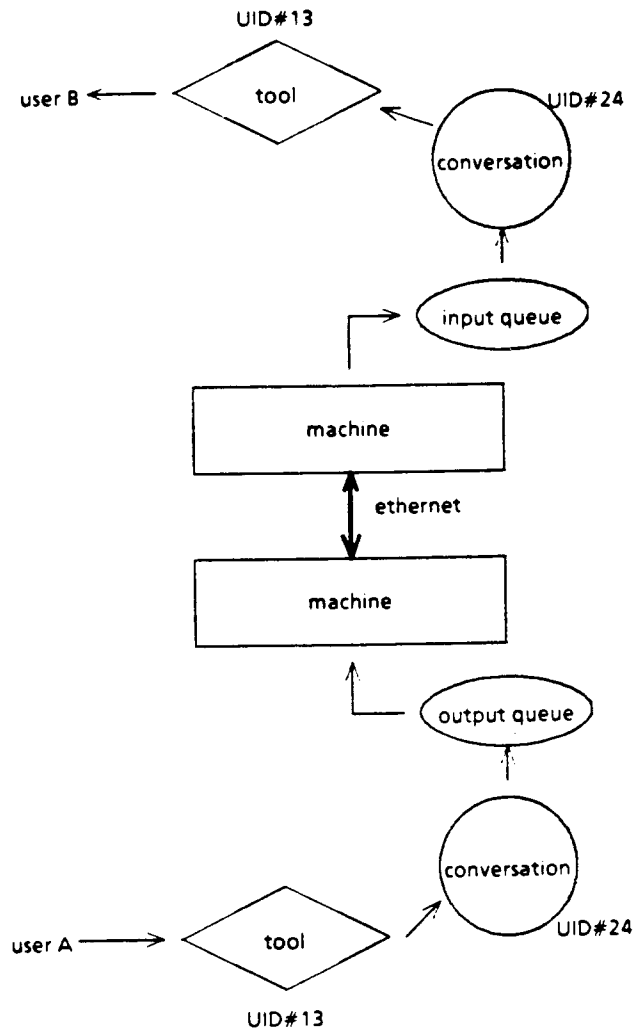 UID#13
tool
user B
UID#24
conversation
input queue
machine
ethernet
machine
output queue
conversation
UID#24
user A
tool
UID#13